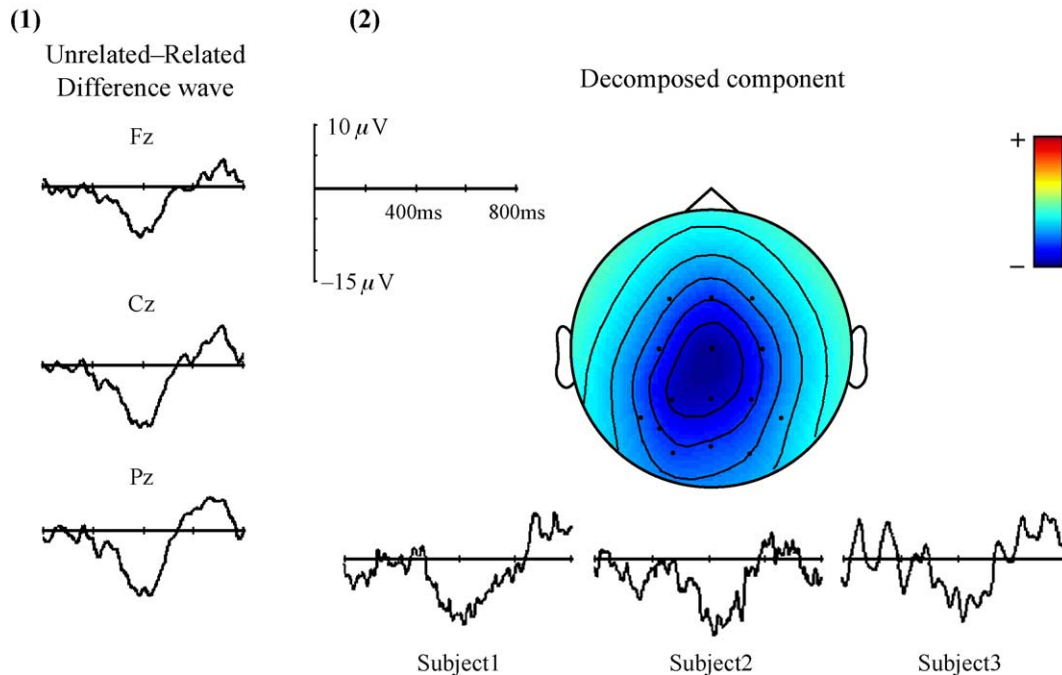 (1)
Unrelated–Related
Difference wave
Fz
Cz
Pz
10 μV
400ms
800ms
–15 μV
(2)
Decomposed component
+
–
Subject1
Subject2
Subject3